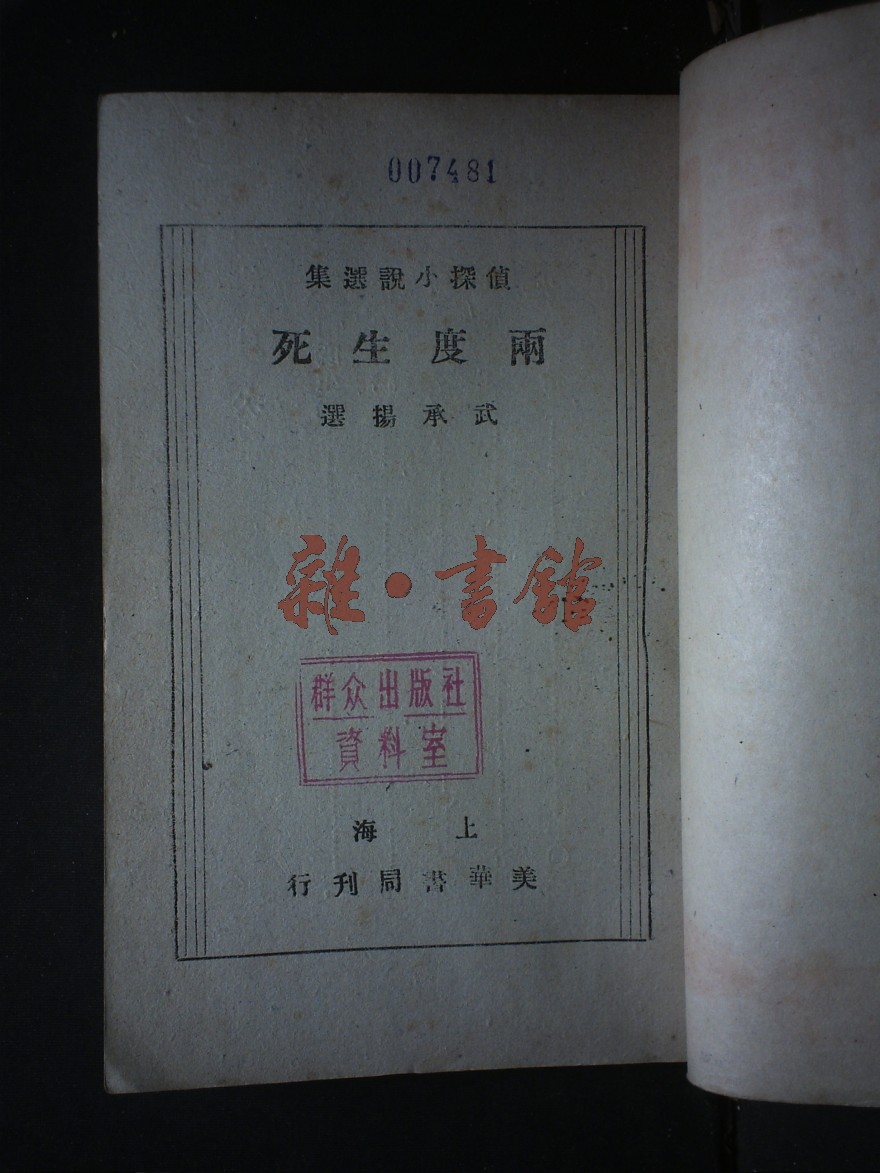 007481
偵探小說選集
兩度生死
武承揚選
雜·書館
群众出版社
資料室
上海
美華書局刊行